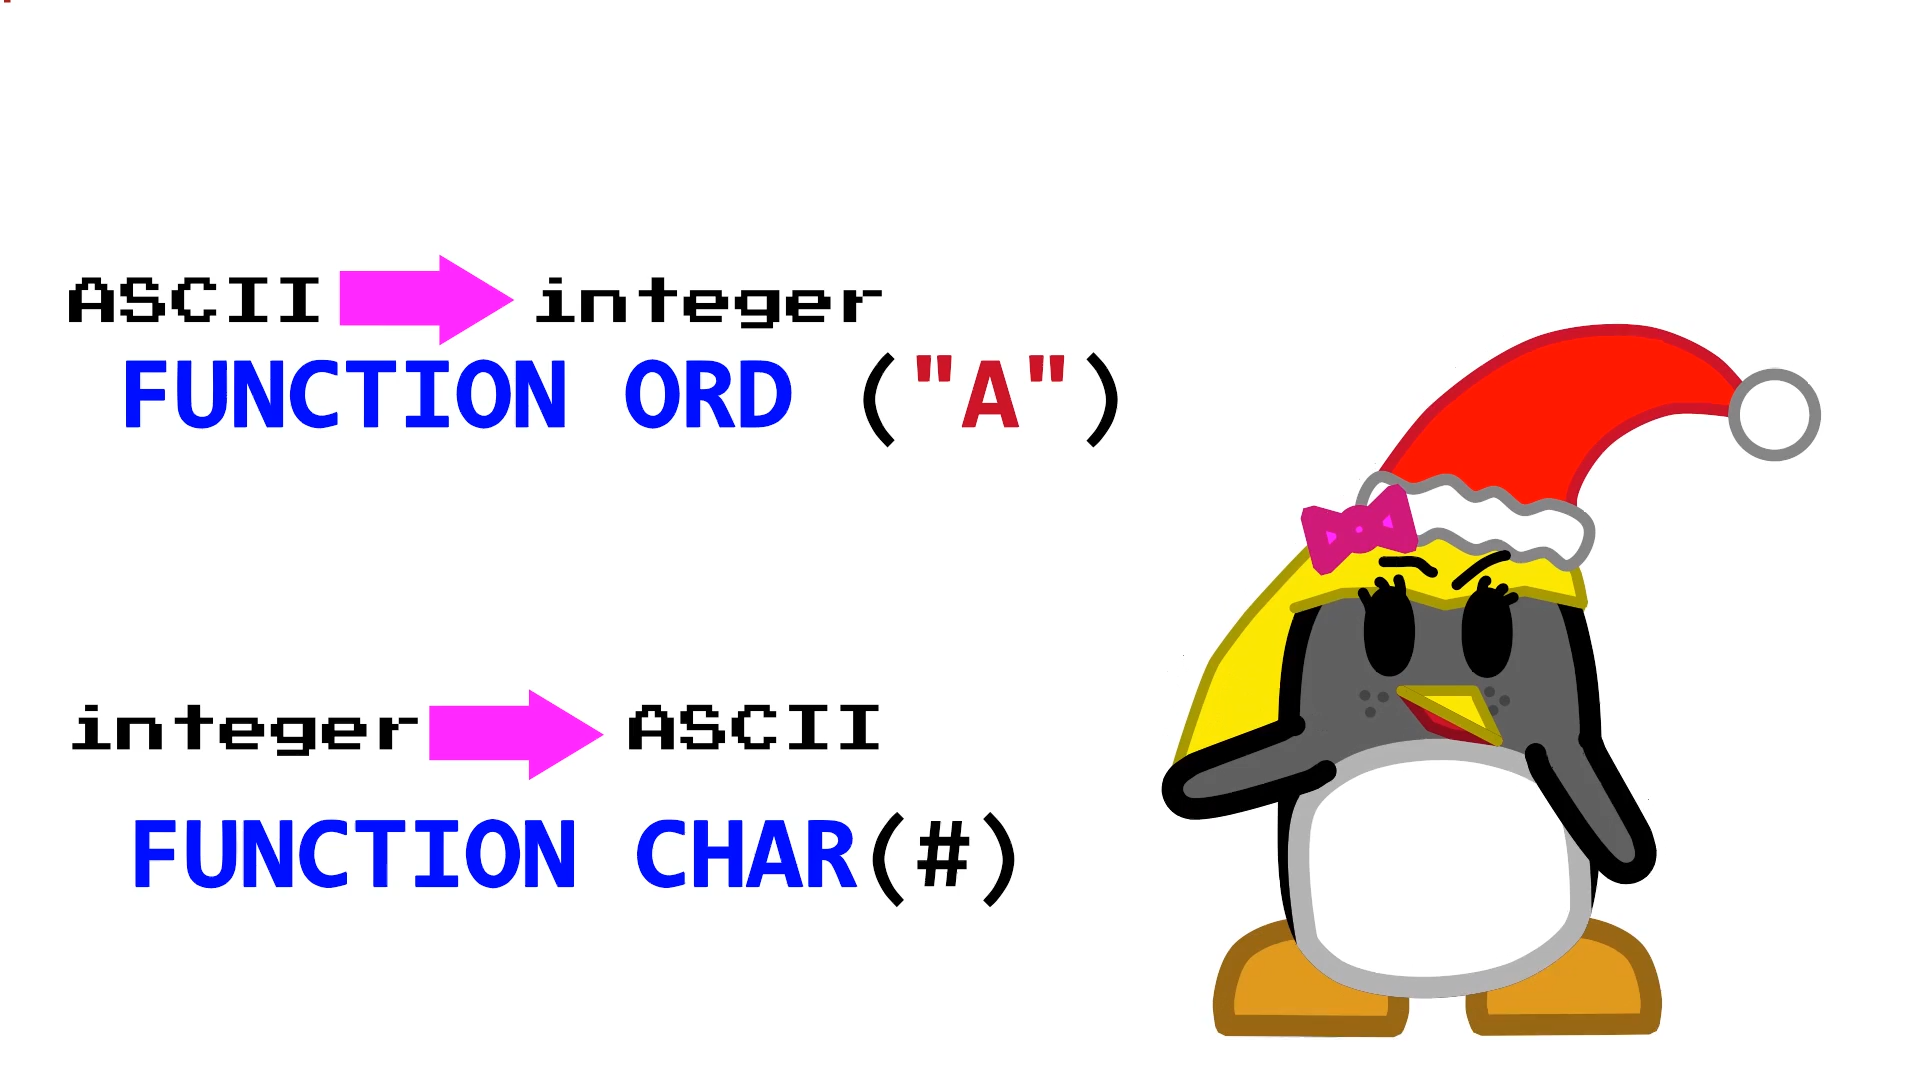 ASCII integer
FUNCTION ORD ("A")
integer ASCII
FUNCTION CHAR(#)